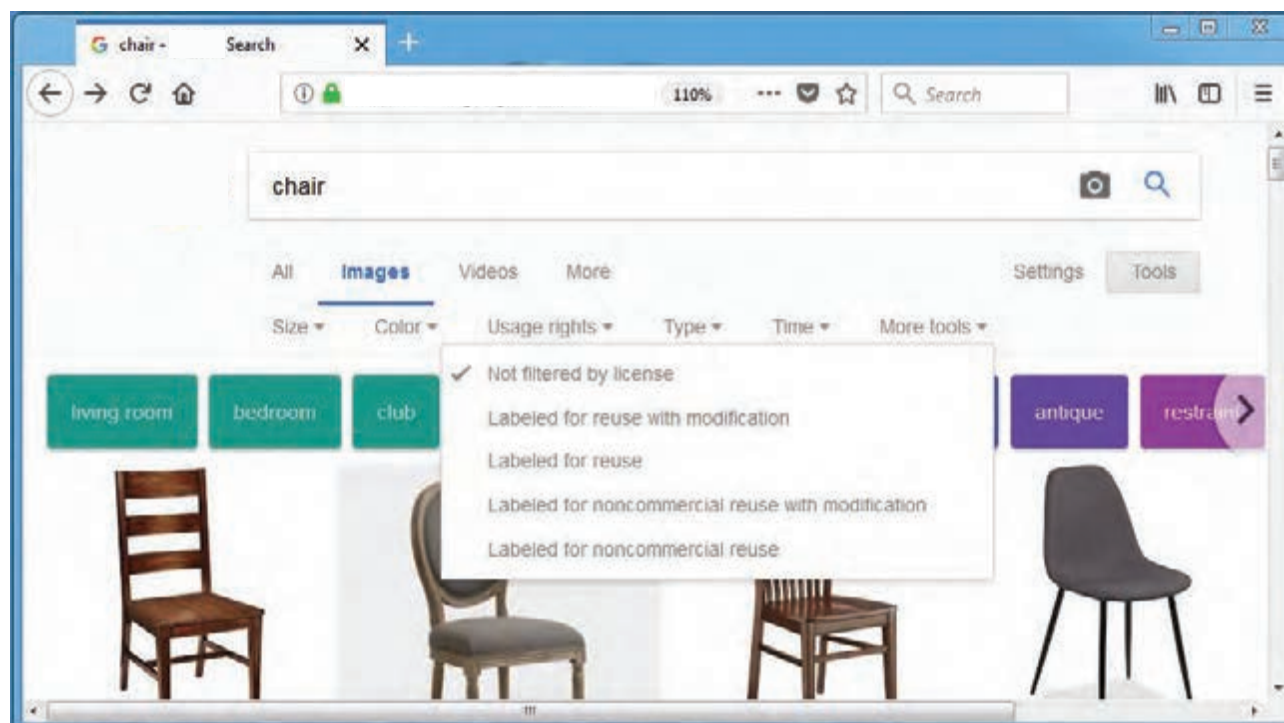 G chair - Search
110% ... Search
chair
All Images Videos More Settings Tools
Size Color Usage rights Type Time More tools
Not filtered by license
living room bedroom club antique
Labeled for reuse with modification
Labeled for reuse
Labeled for noncommercial reuse with modification
Labeled for noncommercial reuse